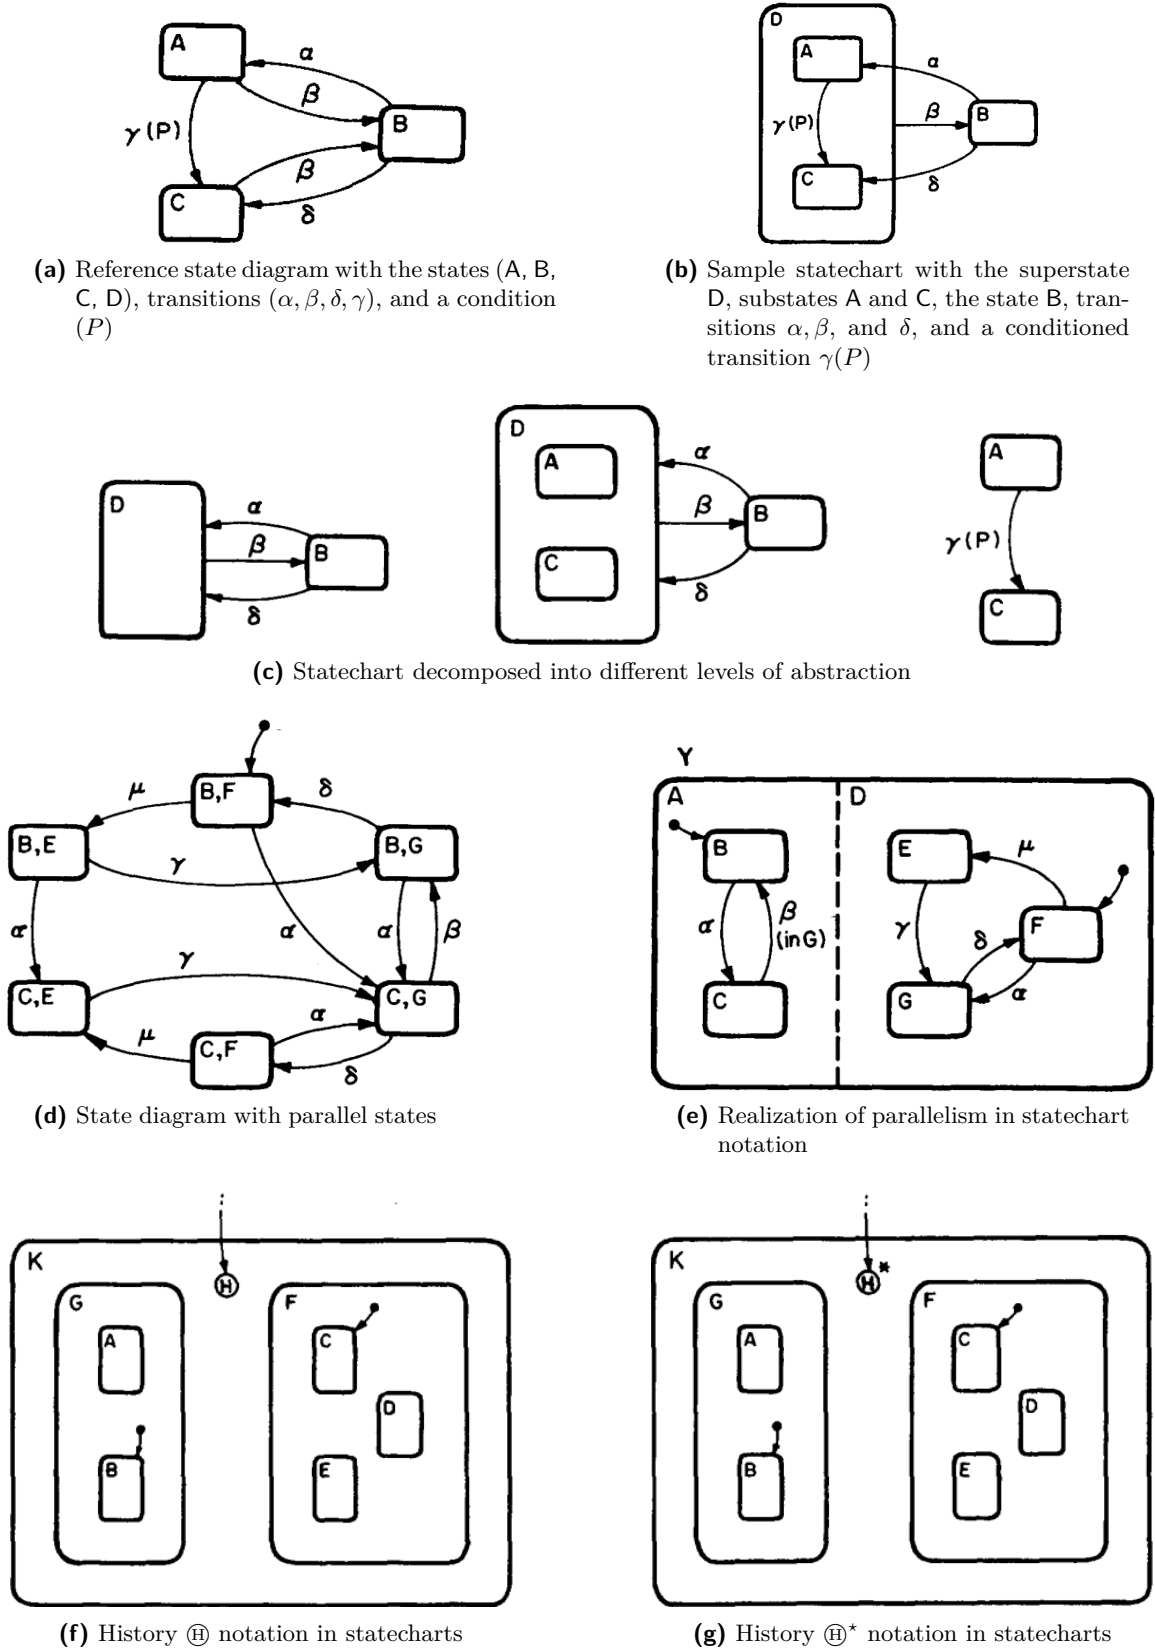 A
α
β
γ(P)
B
β
C
δ
(a) Reference state diagram with the states (A, B,
C, D), transitions (α, β, δ, γ), and a condition
(P)
D
A
α
β
B
γ(P)
C
δ
(b) Sample statechart with the superstate
D, substates A and C, the state B, tran-
sitions α, β, and δ, and a conditioned
transition γ(P)
D
α
β
B
δ
D
A
α
β
B
C
δ
A
γ(P)
C
(c) Statechart decomposed into different levels of abstraction
μ
B,F
δ
B,E
γ
B,G
α
α
α
β
γ
C,E
C,G
α
μ
C,F
δ
(d) State diagram with parallel states
Y
A
D
B
E
μ
α
β
(in G)
γ
δ
F
C
G
α
(e) Realization of parallelism in statechart
notation
K
H
G
F
A
C
D
B
E
(f) History Ⓗ notation in statecharts
K
H*
G
F
A
C
D
B
E
(g) History Ⓗ* notation in statecharts